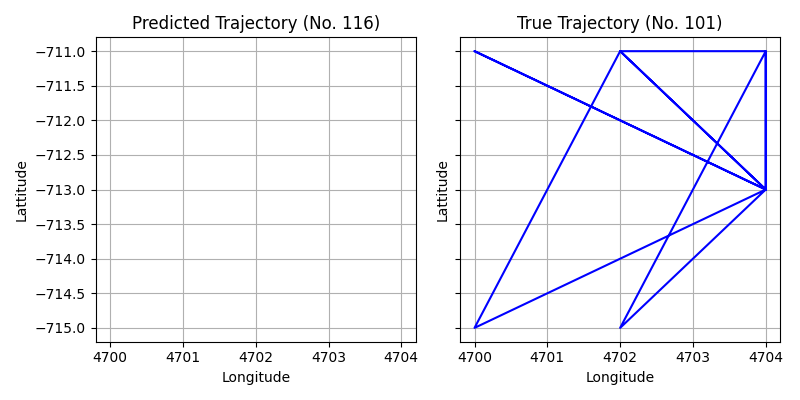 Predicted Trajectory (No. 116)
True Trajectory (No. 101)
Lattitude
−711.0
−711.5
−712.0
−712.5
−713.0
−713.5
−714.0
−714.5
−715.0
4700 4701 4702 4703 4704
Longitude
Lattitude
4700 4701 4702 4703 4704
Longitude